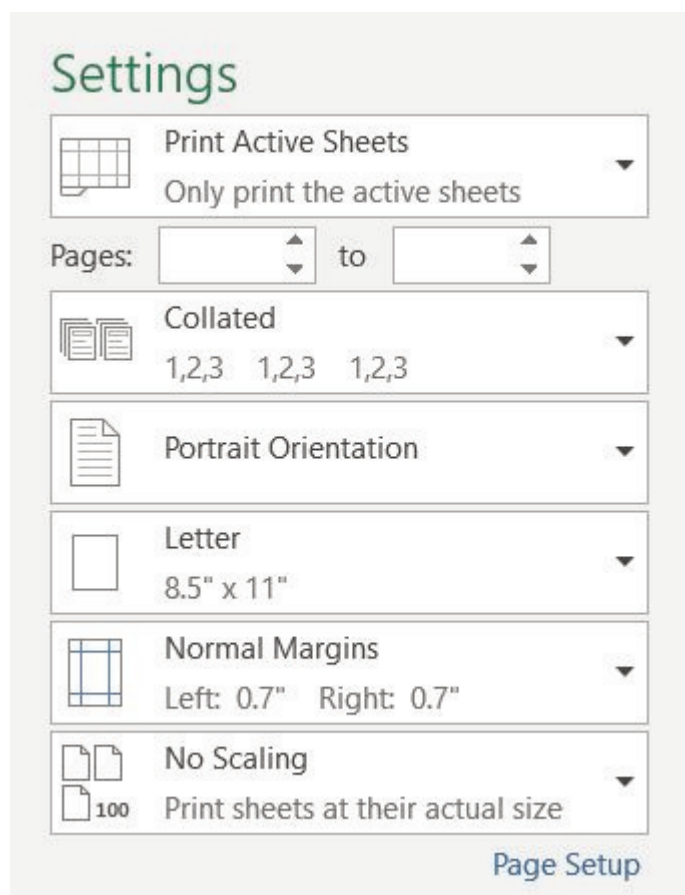 Settings
Print Active Sheets
Only print the active sheets
Pages: to
Collated
1,2,3 1,2,3 1,2,3
Portrait Orientation
Letter
8.5" x 11"
Normal Margins
Left: 0.7" Right: 0.7"
No Scaling
100 Print sheets at their actual size
Page Setup